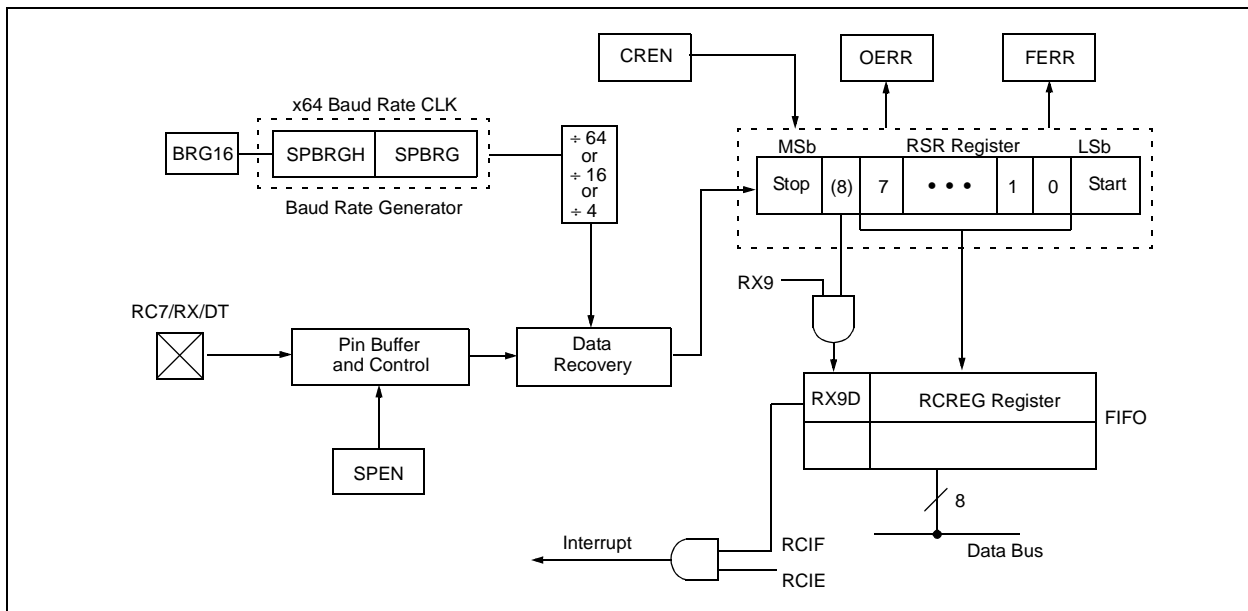 CREN
OERR
FERR
x64 Baud Rate CLK
BRG16
SPBRGH
SPBRG
Baud Rate Generator
÷ 64
or
÷ 16
or
÷ 4
MSb
RSR Register
LSb
Stop
(8)
7
• • •
1
0
Start
RX9
RC7/RX/DT
Pin Buffer
and Control
Data
Recovery
SPEN
RX9D
RCREG Register
FIFO
8
Data Bus
Interrupt
RCIF
RCIE